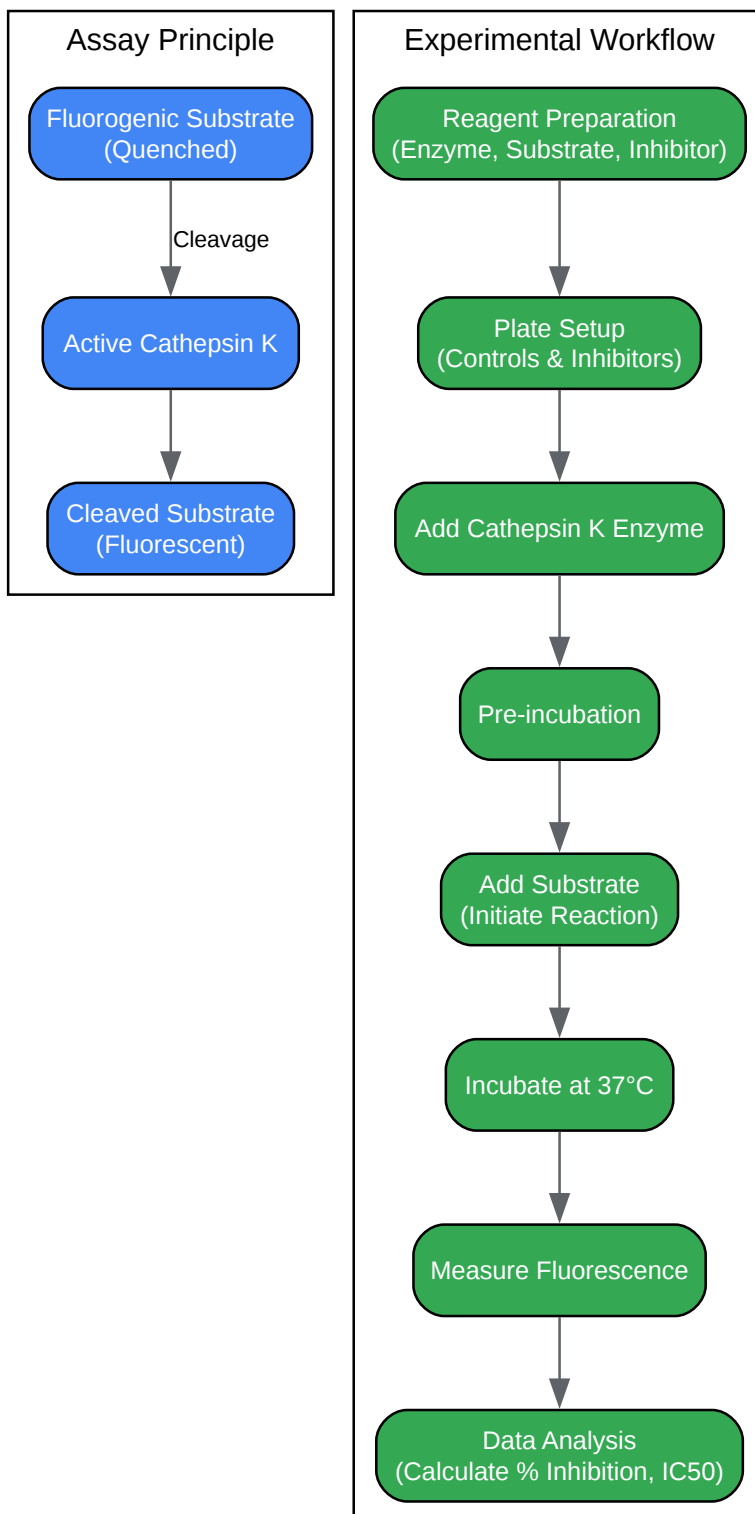 Assay Principle
Fluorogenic Substrate
(Quenched)
Cleavage
Active Cathepsin K
Cleaved Substrate
(Fluorescent)
Experimental Workflow
Reagent Preparation
(Enzyme, Substrate, Inhibitor)
Plate Setup
(Controls & Inhibitors)
Add Cathepsin K Enzyme
Pre-incubation
Add Substrate
(Initiate Reaction)
Incubate at 37°C
Measure Fluorescence
Data Analysis
(Calculate % Inhibition, IC50)